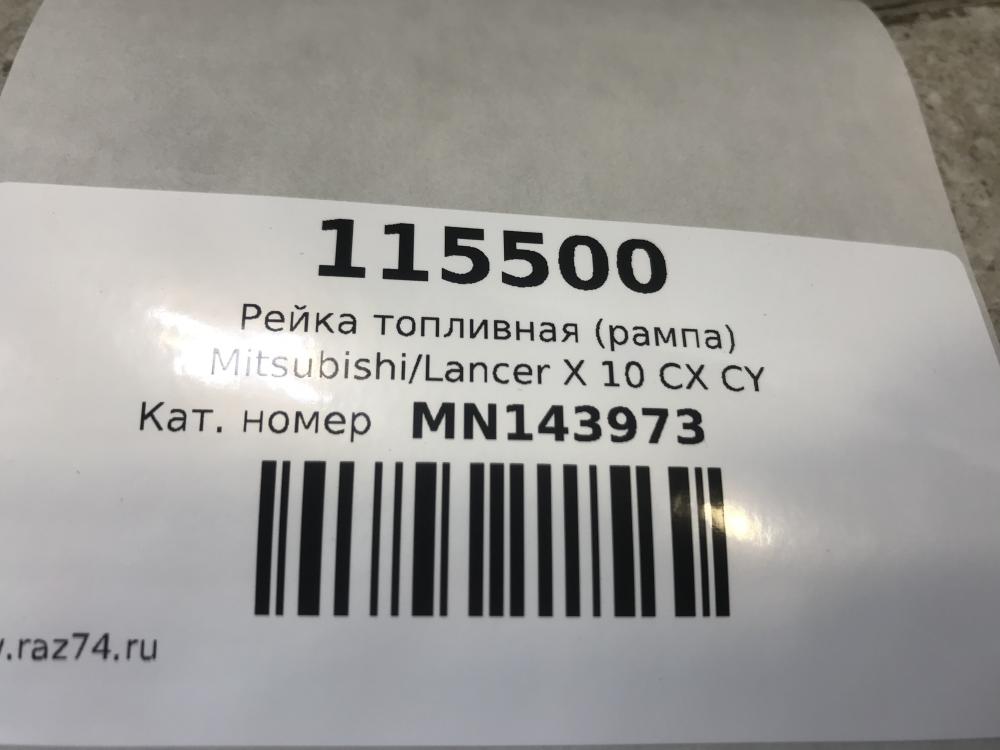 115500
Рейка топливная (рампа)
Mitsubishi/Lancer X 10 CX CY
Кат. номер MN143973
.raz74.ru